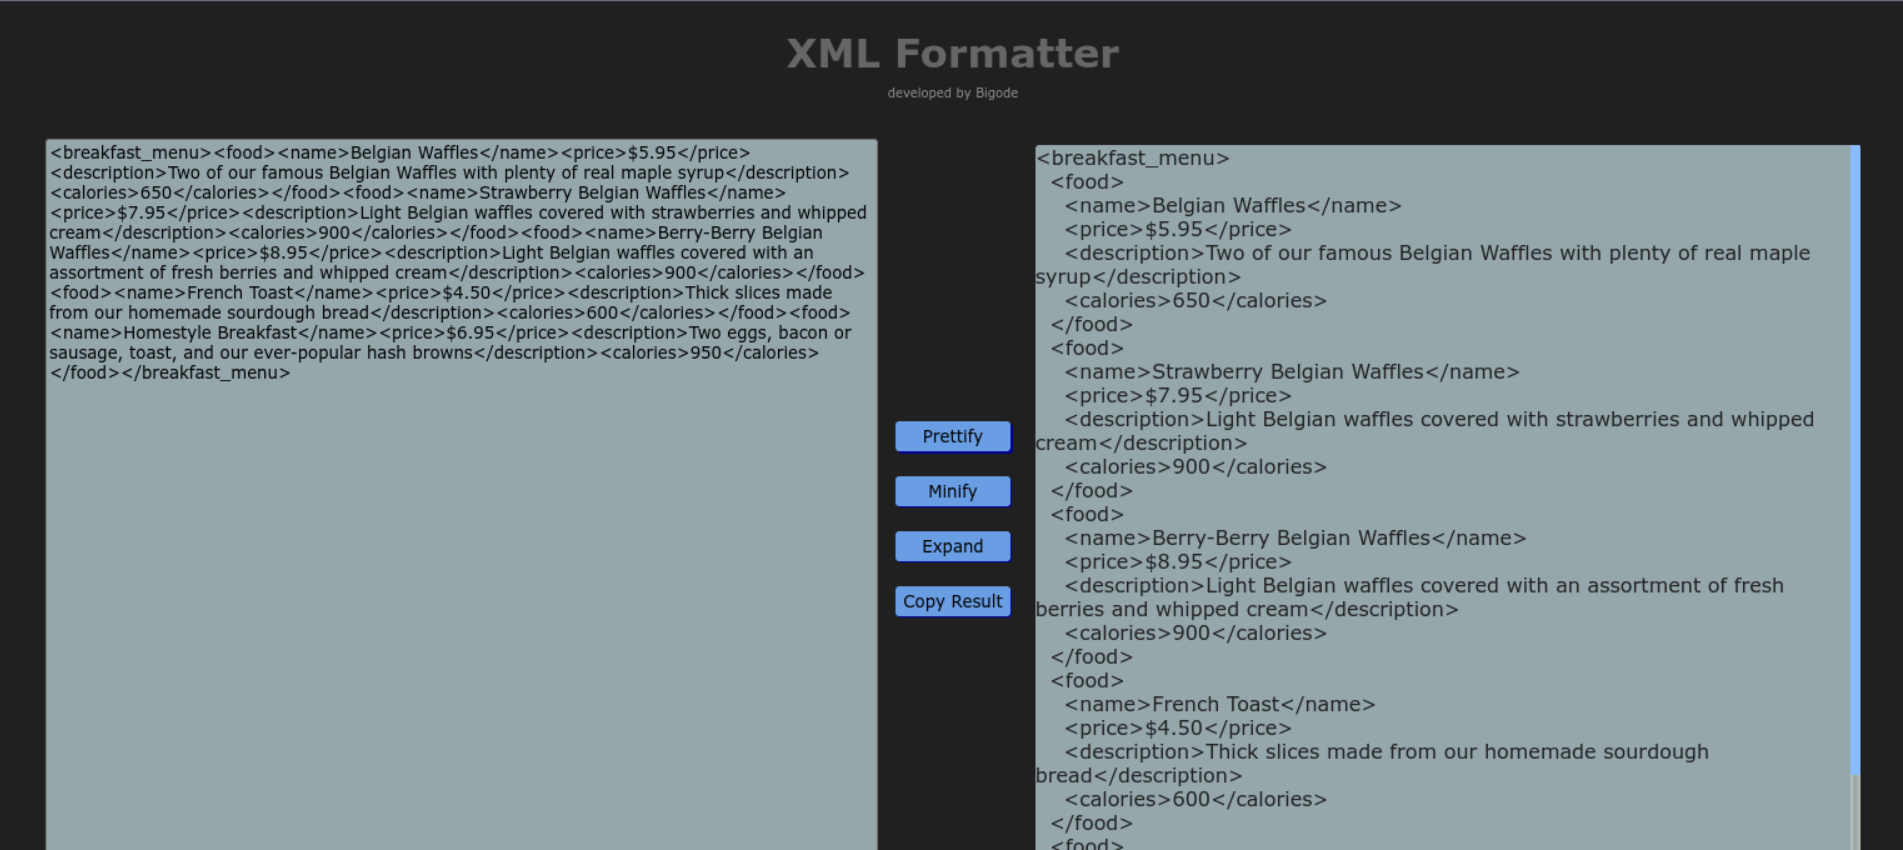 XML Formatter
developed by Bigode
<breakfast_menu><food><name>Belgian Waffles</name><price>$5.95</price>
<description>Two of our famous Belgian Waffles with plenty of real maple syrup</description>
<calories>650</calories></food><food><name>Strawberry Belgian Waffles</name>
<price>$7.95</price><description>Light Belgian waffles covered with strawberries and whipped
cream</description><calories>900</calories></food><food><name>Berry-Berry Belgian
Waffles</name><price>$8.95</price><description>Light Belgian waffles covered with an
assortment of fresh berries and whipped cream</description><calories>900</calories></food>
<food><name>French Toast</name><price>$4.50</price><description>Thick slices made
from our homemade sourdough bread</description><calories>600</calories></food><food>
<name>Homestyle Breakfast</name><price>$6.95</price><description>Two eggs, bacon or
sausage, toast, and our ever-popular hash browns</description><calories>950</calories>
</food></breakfast_menu>
Prettify
Minify
Expand
Copy Result
<breakfast_menu>
<food>
<name>Belgian Waffles</name>
<price>$5.95</price>
<description>Two of our famous Belgian Waffles with plenty of real maple
syrup</description>
<calories>650</calories>
</food>
<food>
<name>Strawberry Belgian Waffles</name>
<price>$7.95</price>
<description>Light Belgian waffles covered with strawberries and whipped
cream</description>
<calories>900</calories>
</food>
<food>
<name>Berry-Berry Belgian Waffles</name>
<price>$8.95</price>
<description>Light Belgian waffles covered with an assortment of fresh
berries and whipped cream</description>
<calories>900</calories>
</food>
<food>
<name>French Toast</name>
<price>$4.50</price>
<description>Thick slices made from our homemade sourdough
bread</description>
<calories>600</calories>
</food>
<food>